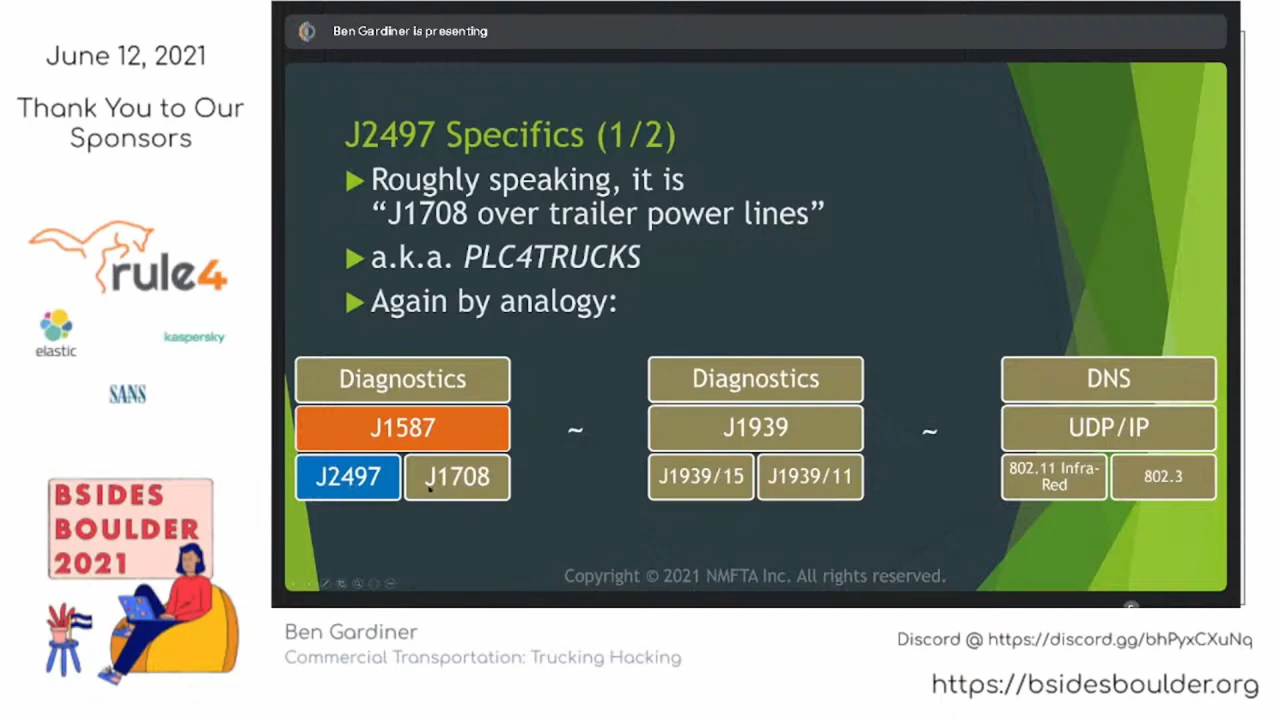 June 12, 2021
Thank You to Our
Sponsors
rule4
elastic
kaspersky
SANS
BSIDES
BOULDER
2021
Ben Gardiner is presenting
J2497 Specifics (1/2)
Roughly speaking, it is
“J1708 over trailer power lines”
a.k.a. PLC4TRUCKS
Again by analogy:
Diagnostics
J1587
J2497
J1708
~
Diagnostics
J1939
J1939/15
J1939/11
~
DNS
UDP/IP
802.11 Infra-
Red
802.3
Copyright © 2021 NMFTA Inc. All rights reserved.
Ben Gardiner
Commercial Transportation: Trucking Hacking
Discord @ https://discord.gg/bhPyxCXuNq
https://bsidesboulder.org